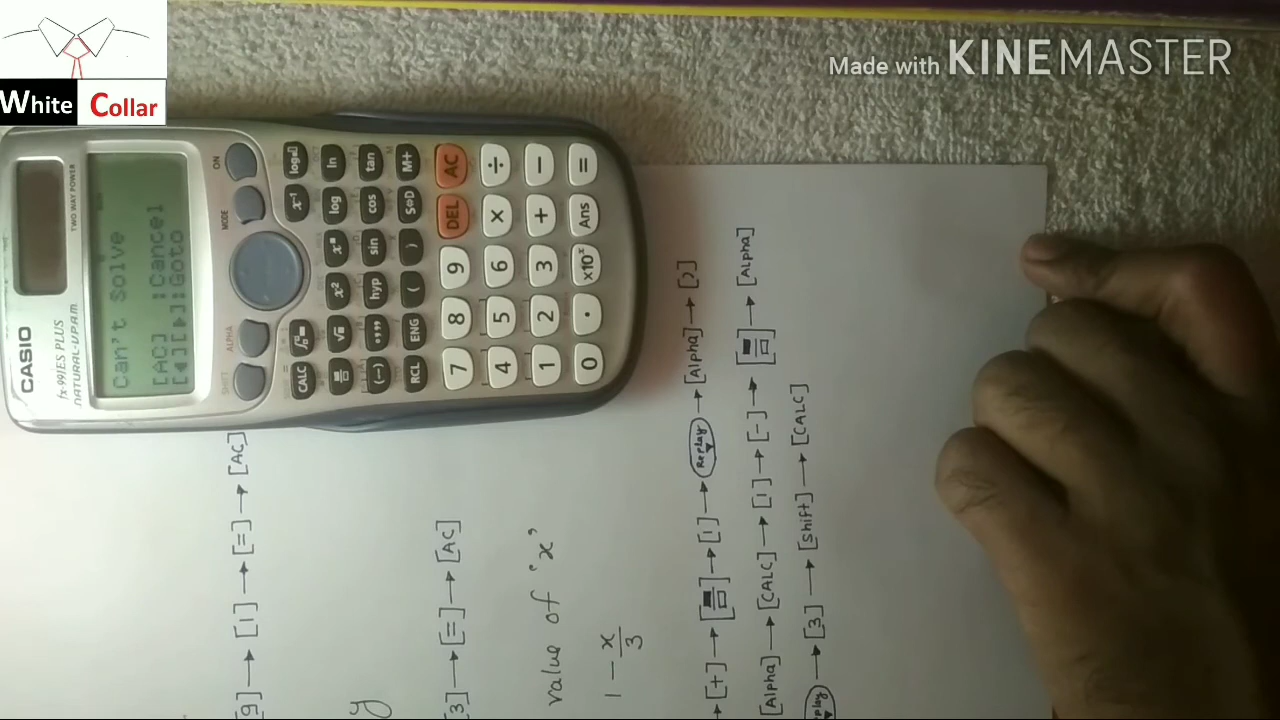 White Collar
Made with KINEMASTER
CASIO
fx-991ES PLUS
NATURAL-V.P.A.M.
TWO WAY POWER
Can't Solve
[AC] :Cancel
[◀][▶]:Goto
SHIFT ALPHA MODE ON
CALC ∫ x⁻¹ log
√ x² x^■ log ln
(−) °,,, hyp sin cos tan
RCL ENG ( ) S⇔D M+
7 8 9 DEL AC
4 5 6 × ÷
1 2 3 + −
0 . ×10ˣ Ans =
[9]→[1]→[=]→[AC]
y
[3]→[=]→[AC]
value of 'x'
1 − x/3
→[+]→[■/□]→[1]→(Replay▼)→[Alpha]→[)]
[Alpha]→[CALC]→[1]→[-]→[■/□]→[Alpha]
→[3]→[Shift]→[CALC]